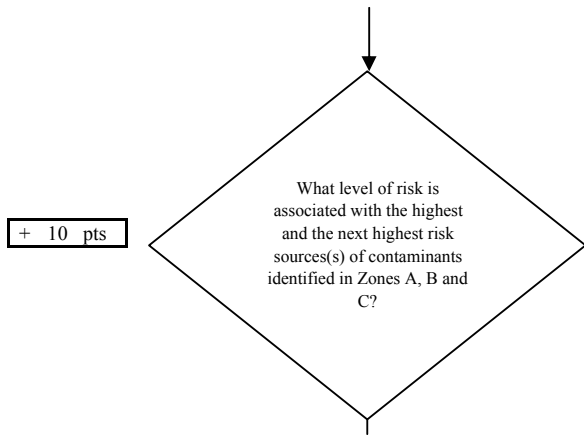 What level of risk is
associated with the highest
and the next highest risk
sources(s) of contaminants
identified in Zones A, B and
C?
+ 10 pts